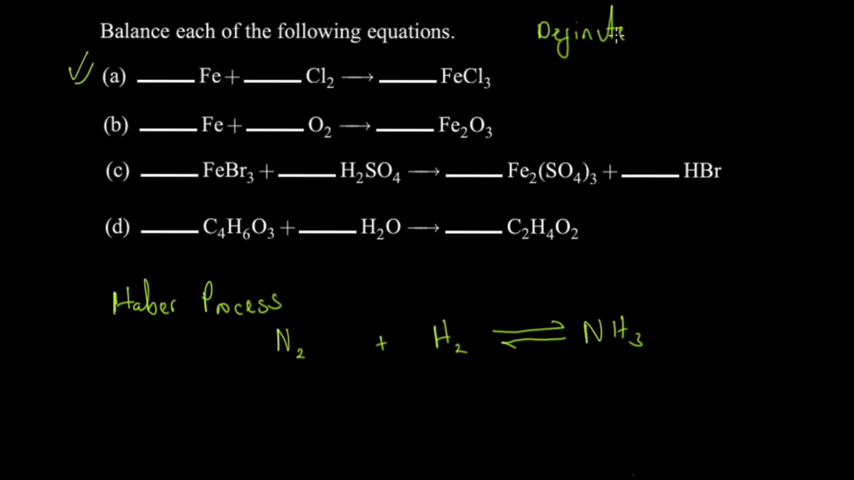 Balance each of the following equations.
(a) ____ Fe + ____ Cl₂ ⟶ ____ FeCl₃
(b) ____ Fe + ____ O₂ ⟶ ____ Fe₂O₃
(c) ____ FeBr₃ + ____ H₂SO₄ ⟶ ____ Fe₂(SO₄)₃ + ____ HBr
(d) ____ C₄H₆O₃ + ____ H₂O ⟶ ____ C₂H₄O₂
Haber Process
N₂ + H₂ ⇌ NH₃